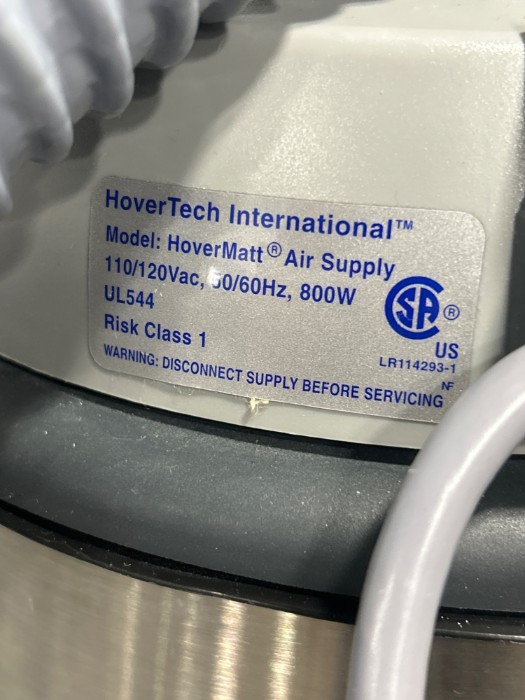 HoverTech International™
Model: HoverMatt® Air Supply
110/120Vac, 50/60Hz, 800W
UL544
Risk Class 1
WARNING: DISCONNECT SUPPLY BEFORE SERVICING
SA ®
US
LR114293-1
NF